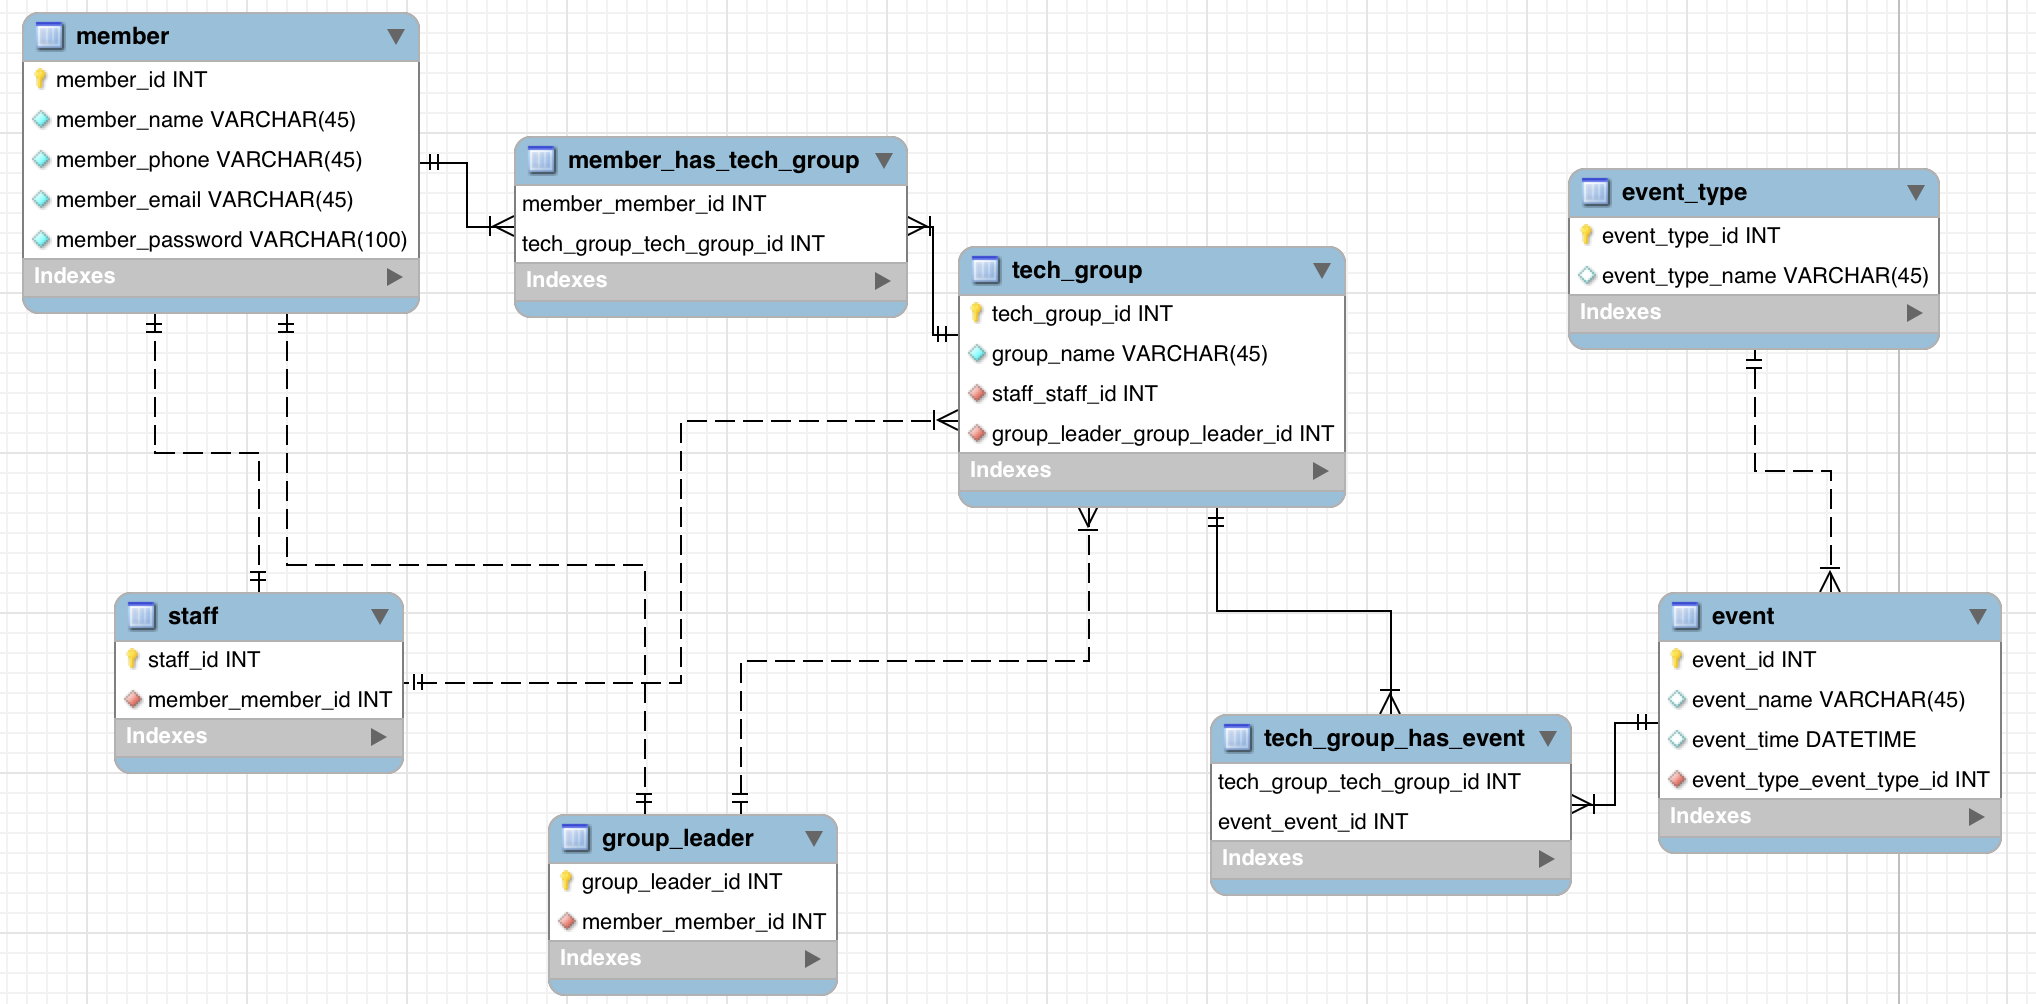 member
member_id INT
member_name VARCHAR(45)
member_phone VARCHAR(45)
member_email VARCHAR(45)
member_password VARCHAR(100)
Indexes
member_has_tech_group
member_member_id INT
tech_group_tech_group_id INT
Indexes
tech_group
tech_group_id INT
group_name VARCHAR(45)
staff_staff_id INT
group_leader_group_leader_id INT
Indexes
event_type
event_type_id INT
event_type_name VARCHAR(45)
Indexes
staff
staff_id INT
member_member_id INT
Indexes
group_leader
group_leader_id INT
member_member_id INT
Indexes
tech_group_has_event
tech_group_tech_group_id INT
event_event_id INT
Indexes
event
event_id INT
event_name VARCHAR(45)
event_time DATETIME
event_type_event_type_id INT
Indexes